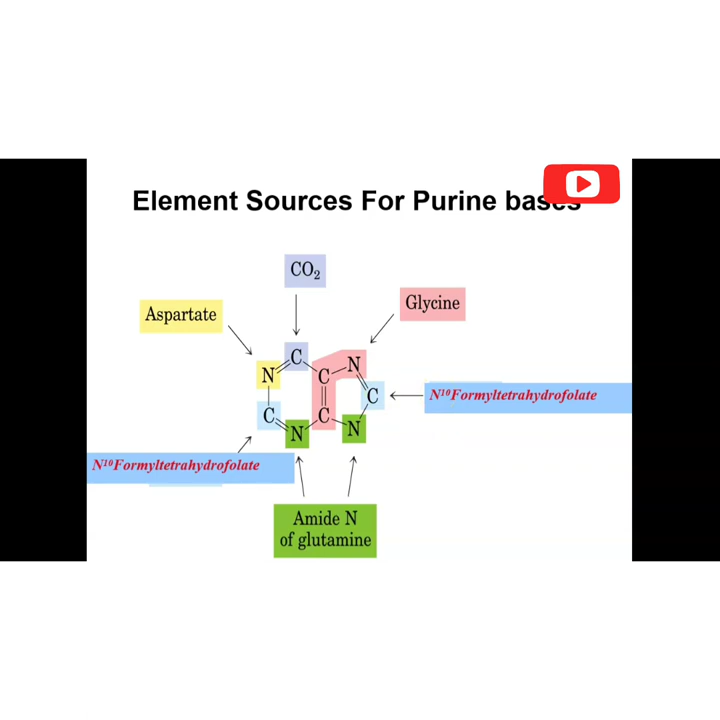 Element Sources For Purine bases
CO₂
Glycine
Aspartate
C
N
N
C
C
N¹⁰Formyltetrahydrofolate
C
C
N
N
N¹⁰Formyltetrahydrofolate
Amide N
of glutamine